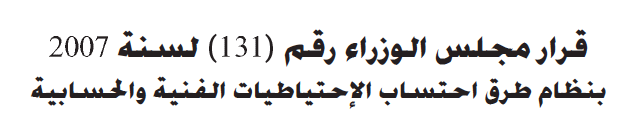 قرار مجلس الوزراء رقم (131) لسنة 2007
بنظام طرق احتساب الإحتياطيات الفنية والحسابية